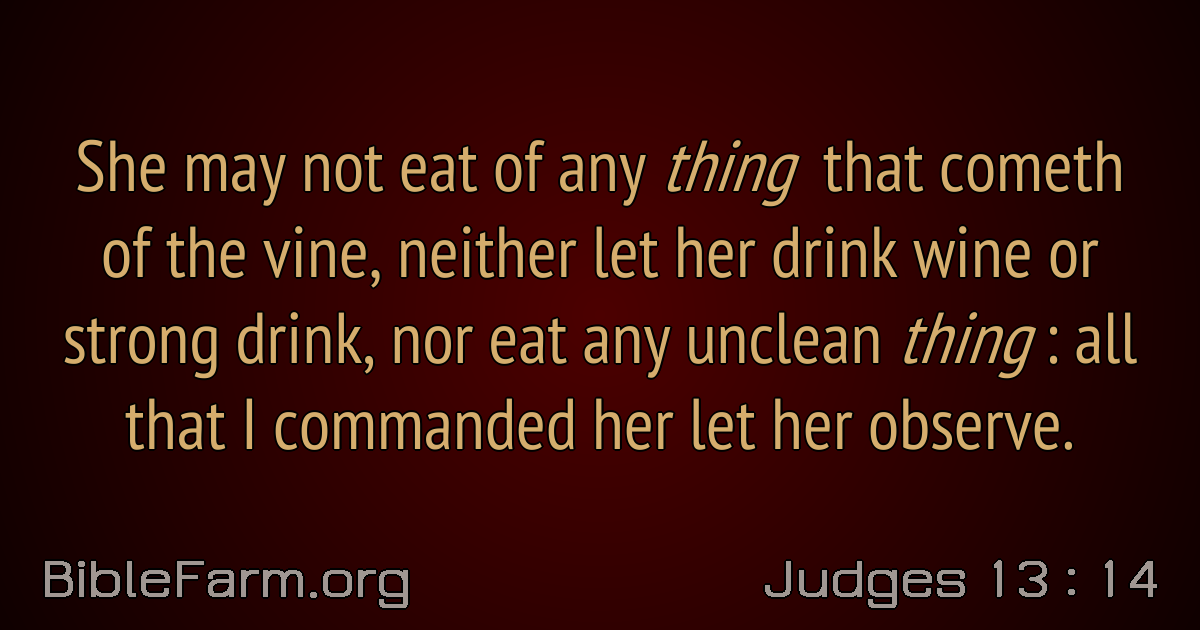 She may not eat of any thing that cometh
of the vine, neither let her drink wine or
strong drink, nor eat any unclean thing: all
that I commanded her let her observe.
BibleFarm.org
Judges 13 : 14